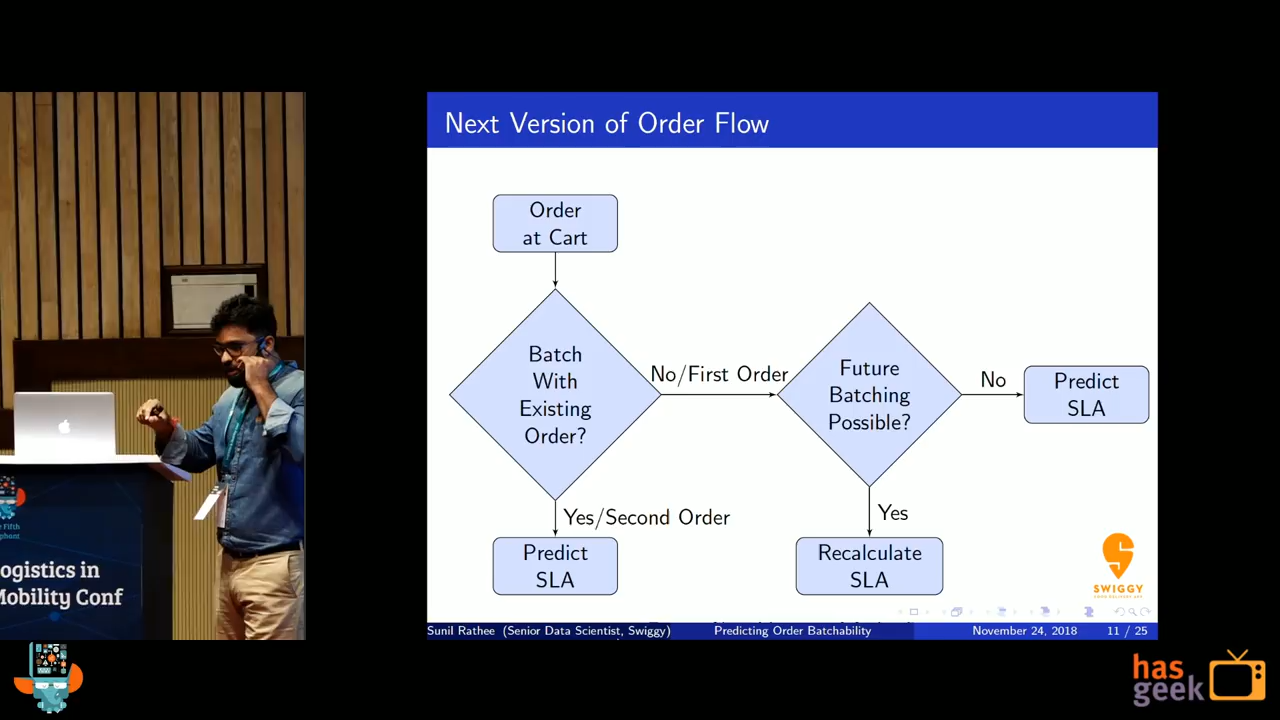 Next Version of Order Flow
Order
at Cart
Batch
With
Existing
Order?
No/First Order
Future
Batching
Possible?
No
Predict
SLA
Yes/Second Order
Yes
Predict
SLA
Recalculate
SLA
SWIGGY
Sunil Rathee (Senior Data Scientist, Swiggy)
Predicting Order Batchability
November 24, 2018
11 / 25
e Fifth
phant
ogistics in
Mobility Conf
has
geek